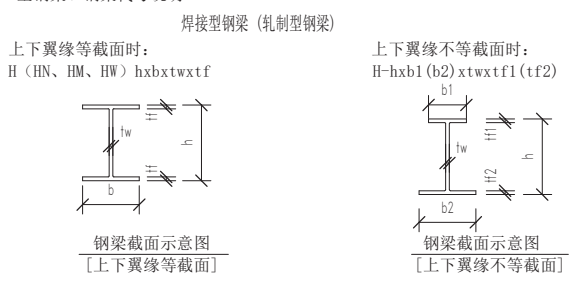 焊接型钢梁 (轧制型钢梁)
上下翼缘等截面时:
H（HN、HM、HW）hxbxtwxtf
tf
tw
h
tf
b
钢梁截面示意图
[上下翼缘等截面]
上下翼缘不等截面时:
H-hxb1(b2)xtwxtf1(tf2)
b1
tf1
tw
h
tf2
b2
钢梁截面示意图
[上下翼缘不等截面]